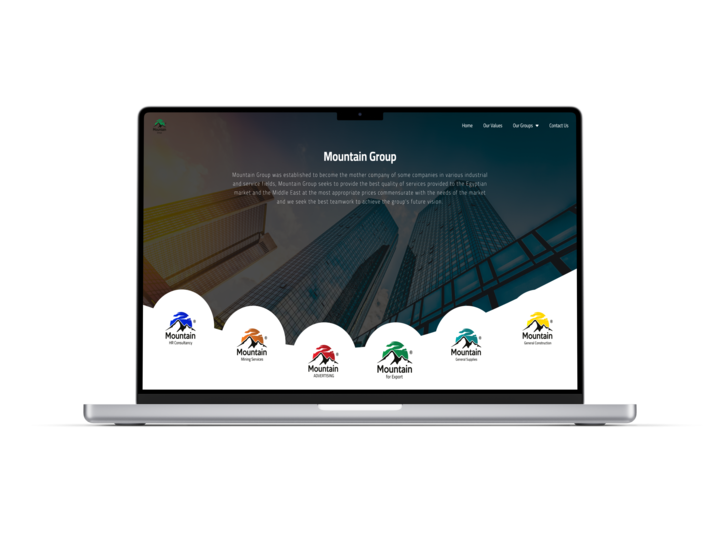 Mountain
Home Our Values Our Groups Contact Us
Mountain Group
Mountain Group was established to become the mother company of some companies in various industrial
and service fields, Mountain Group seeks to provide the best quality of services provided to the Egyptian
market and the Middle East at the most appropriate prices commensurate with the needs of the market
and we seek the best teamwork to achieve the group's future vision.
Mountain ®
HR Consultancy
Mountain ®
Mining Services
Mountain ®
ADVERTISING
Mountain ®
for Export
Mountain ®
General Supplies
Mountain ®
General Construction